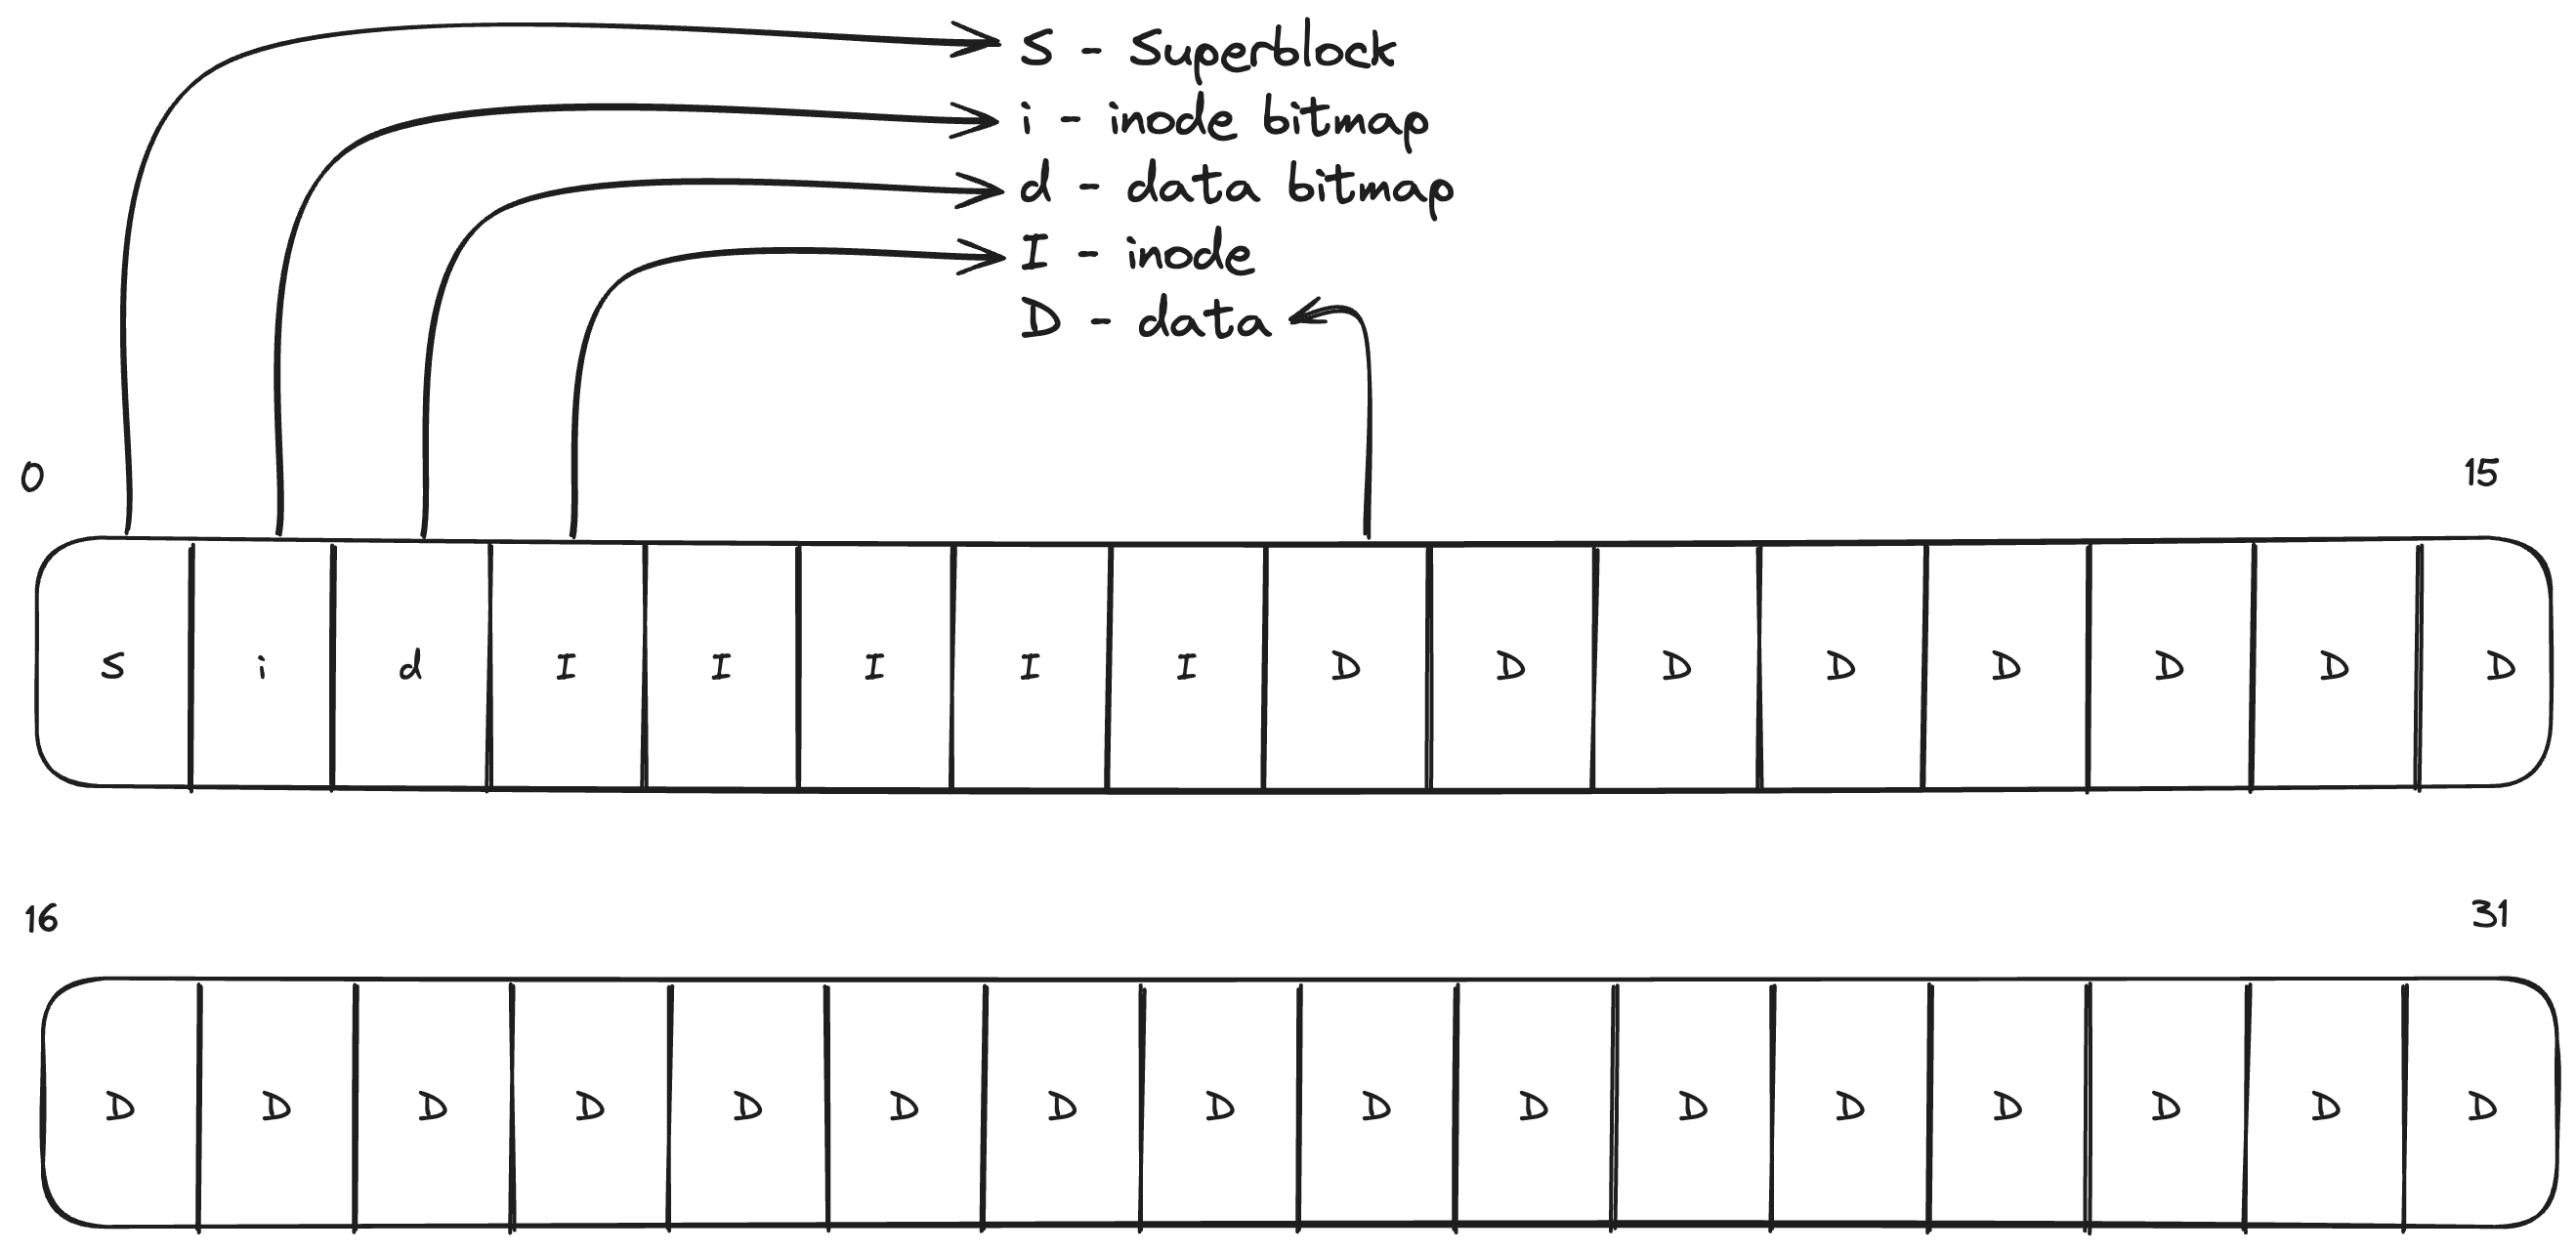 S - Superblock
i - inode bitmap
d - data bitmap
I - inode
D - data
0 15
S i d I I I I I D D D D D D D D
16 31
D D D D D D D D D D D D D D D D